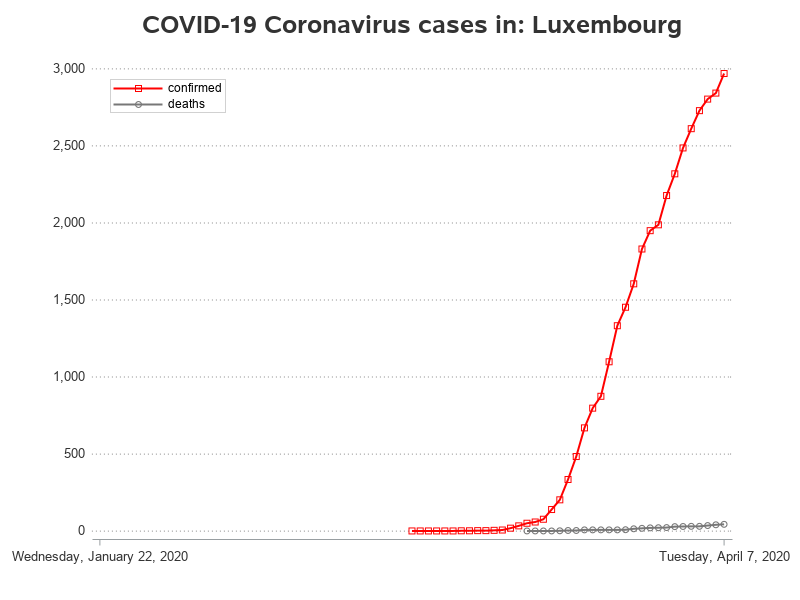 COVID-19 Coronavirus cases in: Luxembourg
3,000
confirmed
deaths
2,500
2,000
1,500
1,000
500
0
Wednesday, January 22, 2020 Tuesday, April 7, 2020